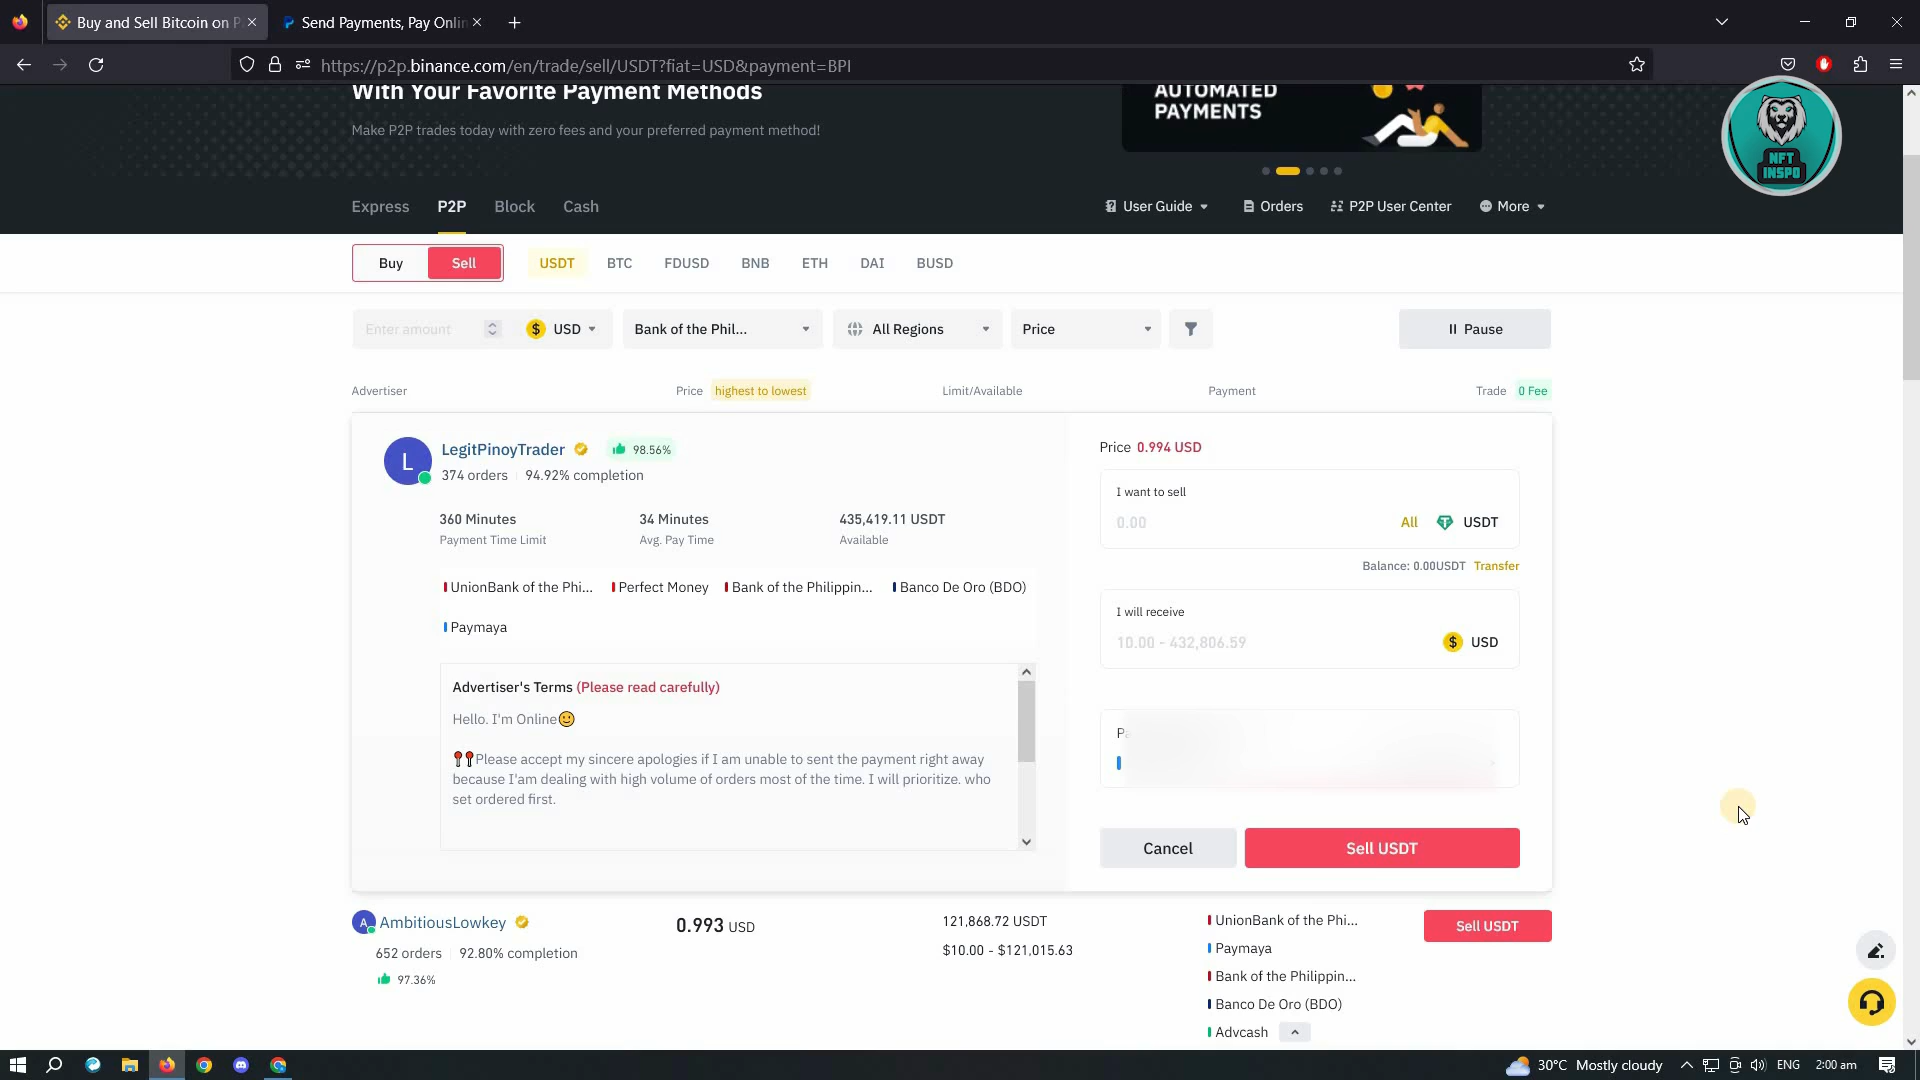 Buy and Sell Bitcoin on P
Send Payments, Pay Onlin
https://p2p.binance.com/en/trade/sell/USDT?fiat=USD&payment=BPI
With Your Favorite Payment Methods
Make P2P trades today with zero fees and your preferred payment method!
AUTOMATED
PAYMENTS
NFT
INSPO
Express P2P Block Cash
User Guide Orders P2P User Center More
Buy Sell USDT BTC FDUSD BNB ETH DAI BUSD
Enter amount $ USD Bank of the Phil... All Regions Price Pause
Advertiser Price highest to lowest Limit/Available Payment Trade 0 Fee
L LegitPinoyTrader 98.56%
374 orders 94.92% completion
360 Minutes 34 Minutes 435,419.11 USDT
Payment Time Limit Avg. Pay Time Available
UnionBank of the Phi... Perfect Money Bank of the Philippin... Banco De Oro (BDO)
Paymaya
Advertiser's Terms (Please read carefully)
Hello. I'm Online🙂
📍📍Please accept my sincere apologies if I am unable to sent the payment right away
because I'am dealing with high volume of orders most of the time. I will prioritize. who
set ordered first.
Price 0.994 USD
I want to sell
0.00 All USDT
Balance: 0.00USDT Transfer
I will receive
10.00 - 432,806.59 $ USD
Cancel Sell USDT
A AmbitiousLowkey 0.993 USD 121,868.72 USDT UnionBank of the Phi... Sell USDT
652 orders 92.80% completion $10.00 - $121,015.63 Paymaya
97.36% Bank of the Philippin...
Banco De Oro (BDO)
Advcash
30°C Mostly cloudy ENG 2:00 am